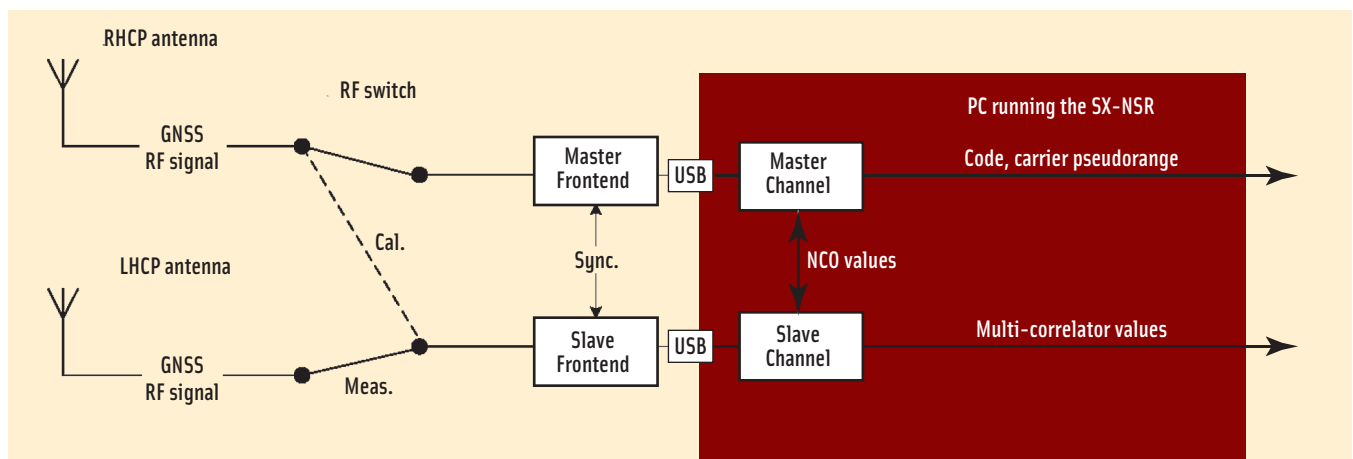 RHCP antenna
RF switch
GNSS
RF signal
Master
Frontend
USB
Master
Channel
PC running the SX-NSR
Code, carrier pseudorange
Cal.
Sync.
NCO values
LHCP antenna
GNSS
RF signal
Meas.
Slave
Frontend
USB
Slave
Channel
Multi-correlator values